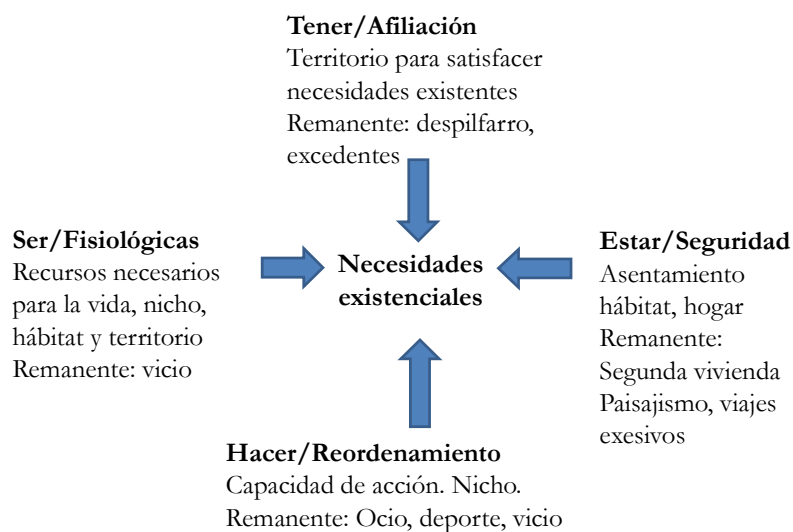 Tener/Afiliación
Territorio para satisfacer
necesidades existentes
Remanente: despilfarro,
excedentes
Ser/Fisiológicas
Recursos necesarios
para la vida, nicho,
hábitat y territorio
Remanente: vicio
Necesidades
existenciales
Estar/Seguridad
Asentamiento
hábitat, hogar
Remanente:
Segunda vivienda
Paisajismo, viajes
exesivos
Hacer/Reordenamiento
Capacidad de acción. Nicho.
Remanente: Ocio, deporte, vicio